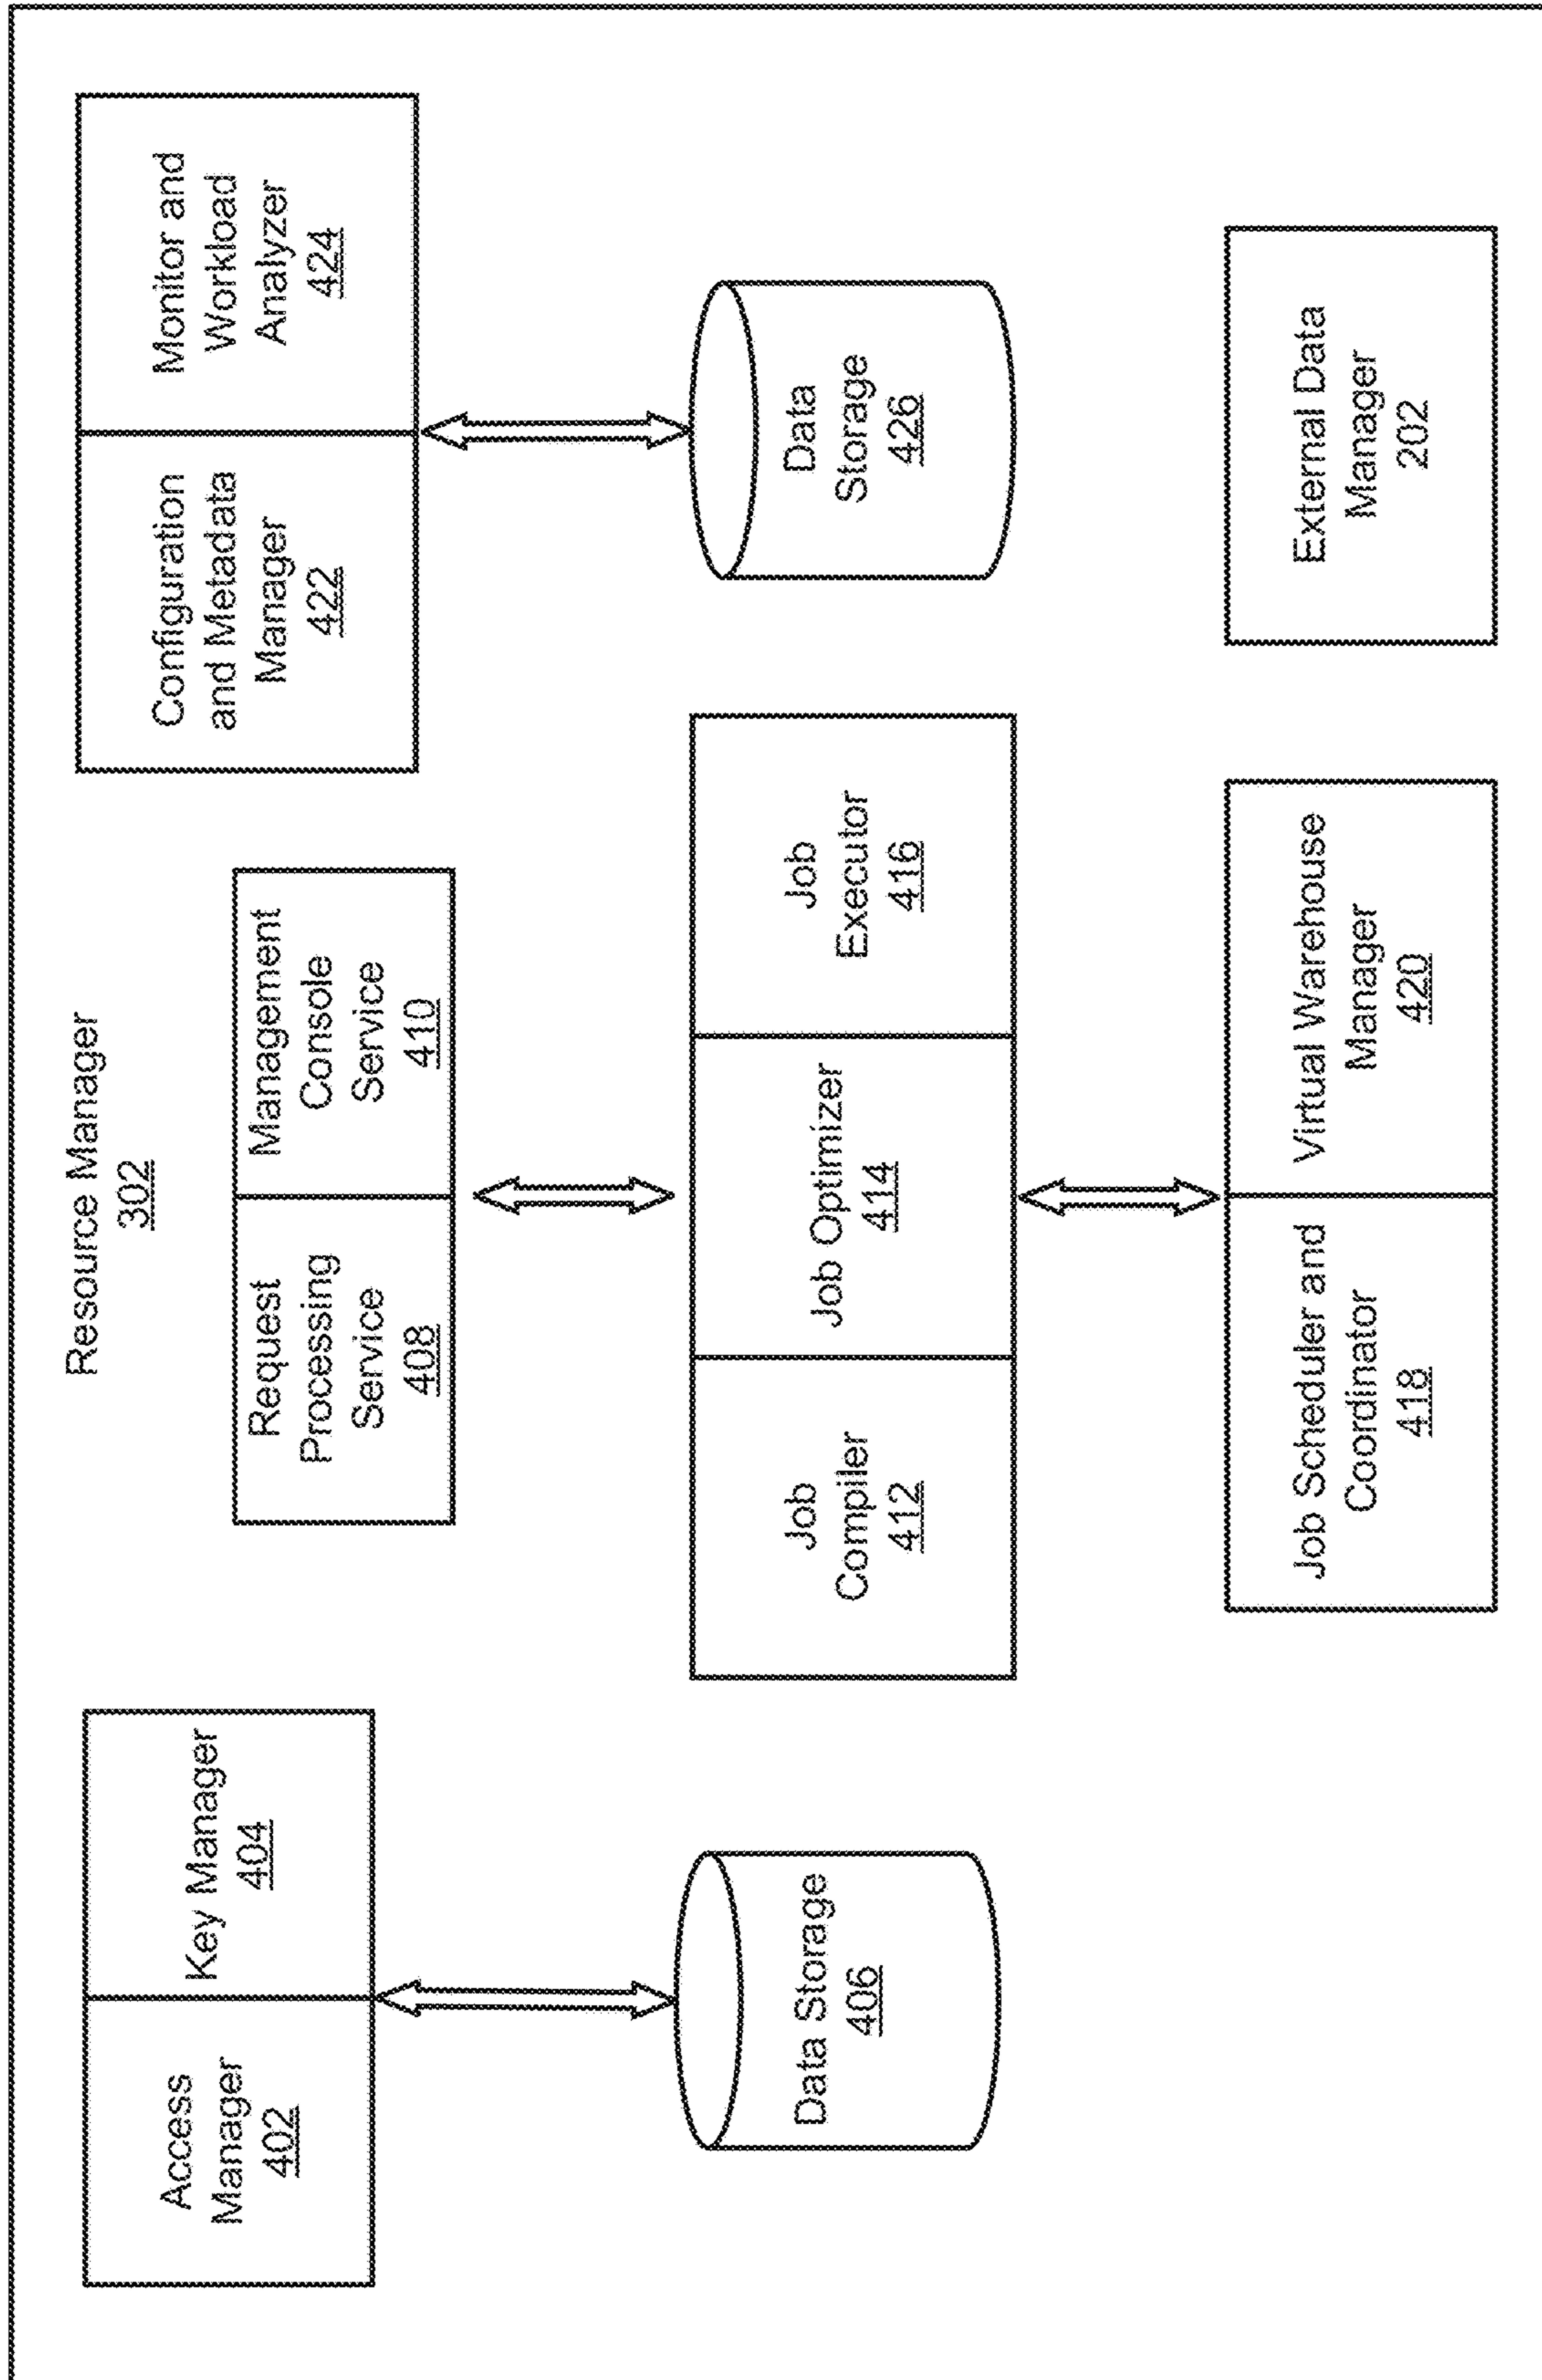 Resource Manager
302
Access
Manager
402
Key Manager
404
Data Storage
406
Request
Processing
Service
408
Management
Console
Service
410
Job
Compiler
412
Job Optimizer
414
Job
Executor
416
Job Scheduler and
Coordinator
418
Virtual Warehouse
Manager
420
Configuration
and Metadata
Manager
422
Monitor and
Workload
Analyzer
424
Data
Storage
426
External Data
Manager
202